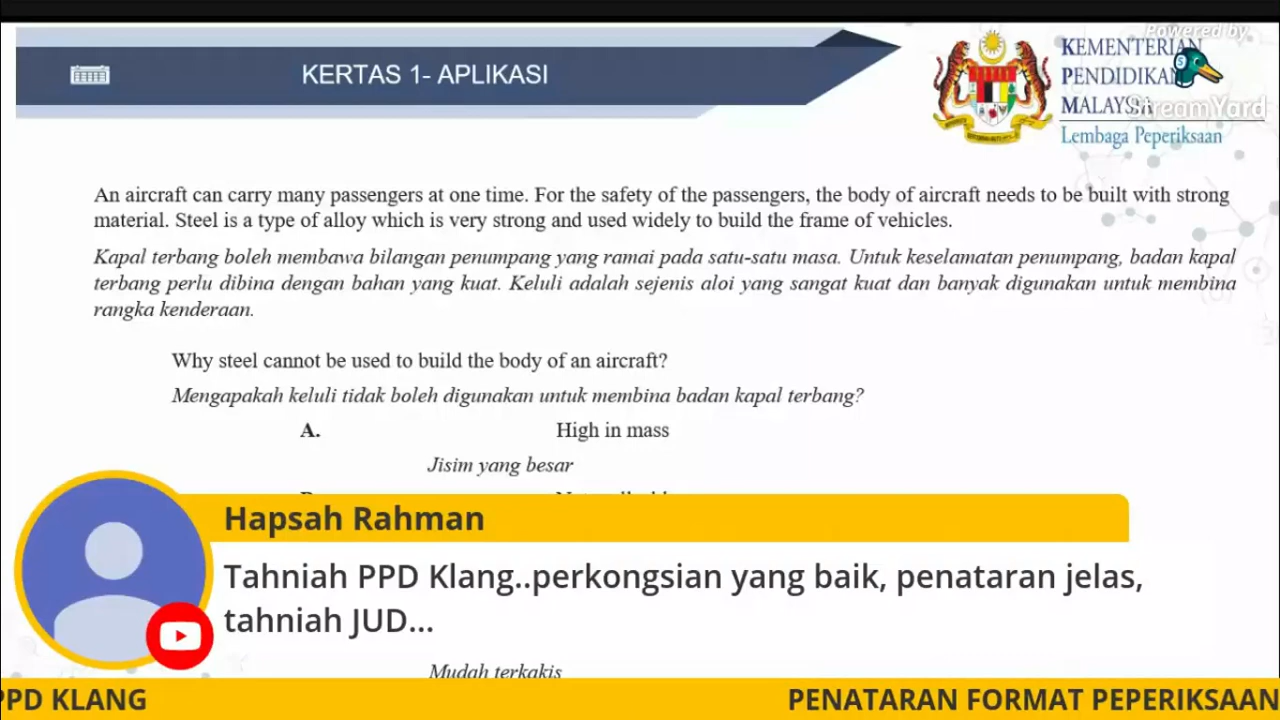 Powered by
StreamYard
KERTAS 1- APLIKASI
KEMENTERIAN
PENDIDIKAN
MALAYSIA
Lembaga Peperiksaan
An aircraft can carry many passengers at one time. For the safety of the passengers, the body of aircraft needs to be built with strong
material. Steel is a type of alloy which is very strong and used widely to build the frame of vehicles.
Kapal terbang boleh membawa bilangan penumpang yang ramai pada satu-satu masa. Untuk keselamatan penumpang, badan kapal
terbang perlu dibina dengan bahan yang kuat. Keluli adalah sejenis aloi yang sangat kuat dan banyak digunakan untuk membina
rangka kenderaan.
Why steel cannot be used to build the body of an aircraft?
Mengapakah keluli tidak boleh digunakan untuk membina badan kapal terbang?
A. High in mass
Jisim yang besar
Hapsah Rahman
Tahniah PPD Klang..perkongsian yang baik, penataran jelas,
tahniah JUD...
Mudah terkakis
PPD KLANG PENATARAN FORMAT PEPERIKSAAN